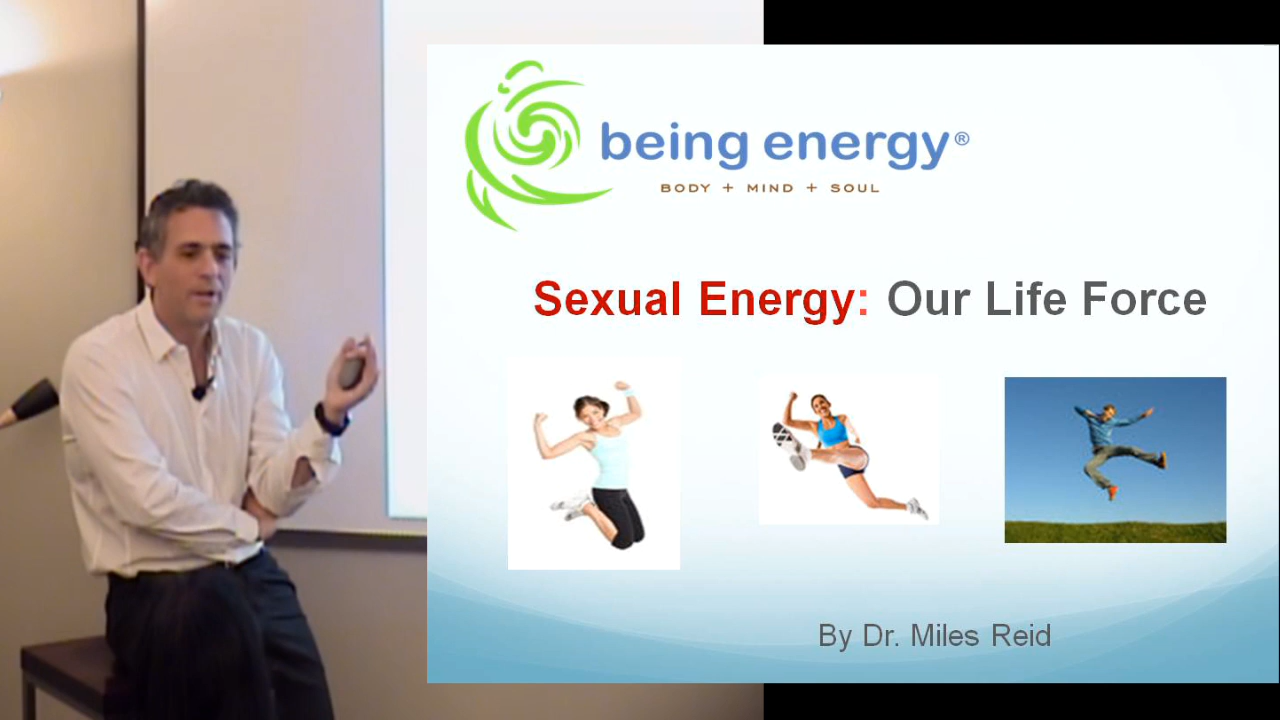 being energy®
BODY + MIND + SOUL
Sexual Energy: Our Life Force
By Dr. Miles Reid